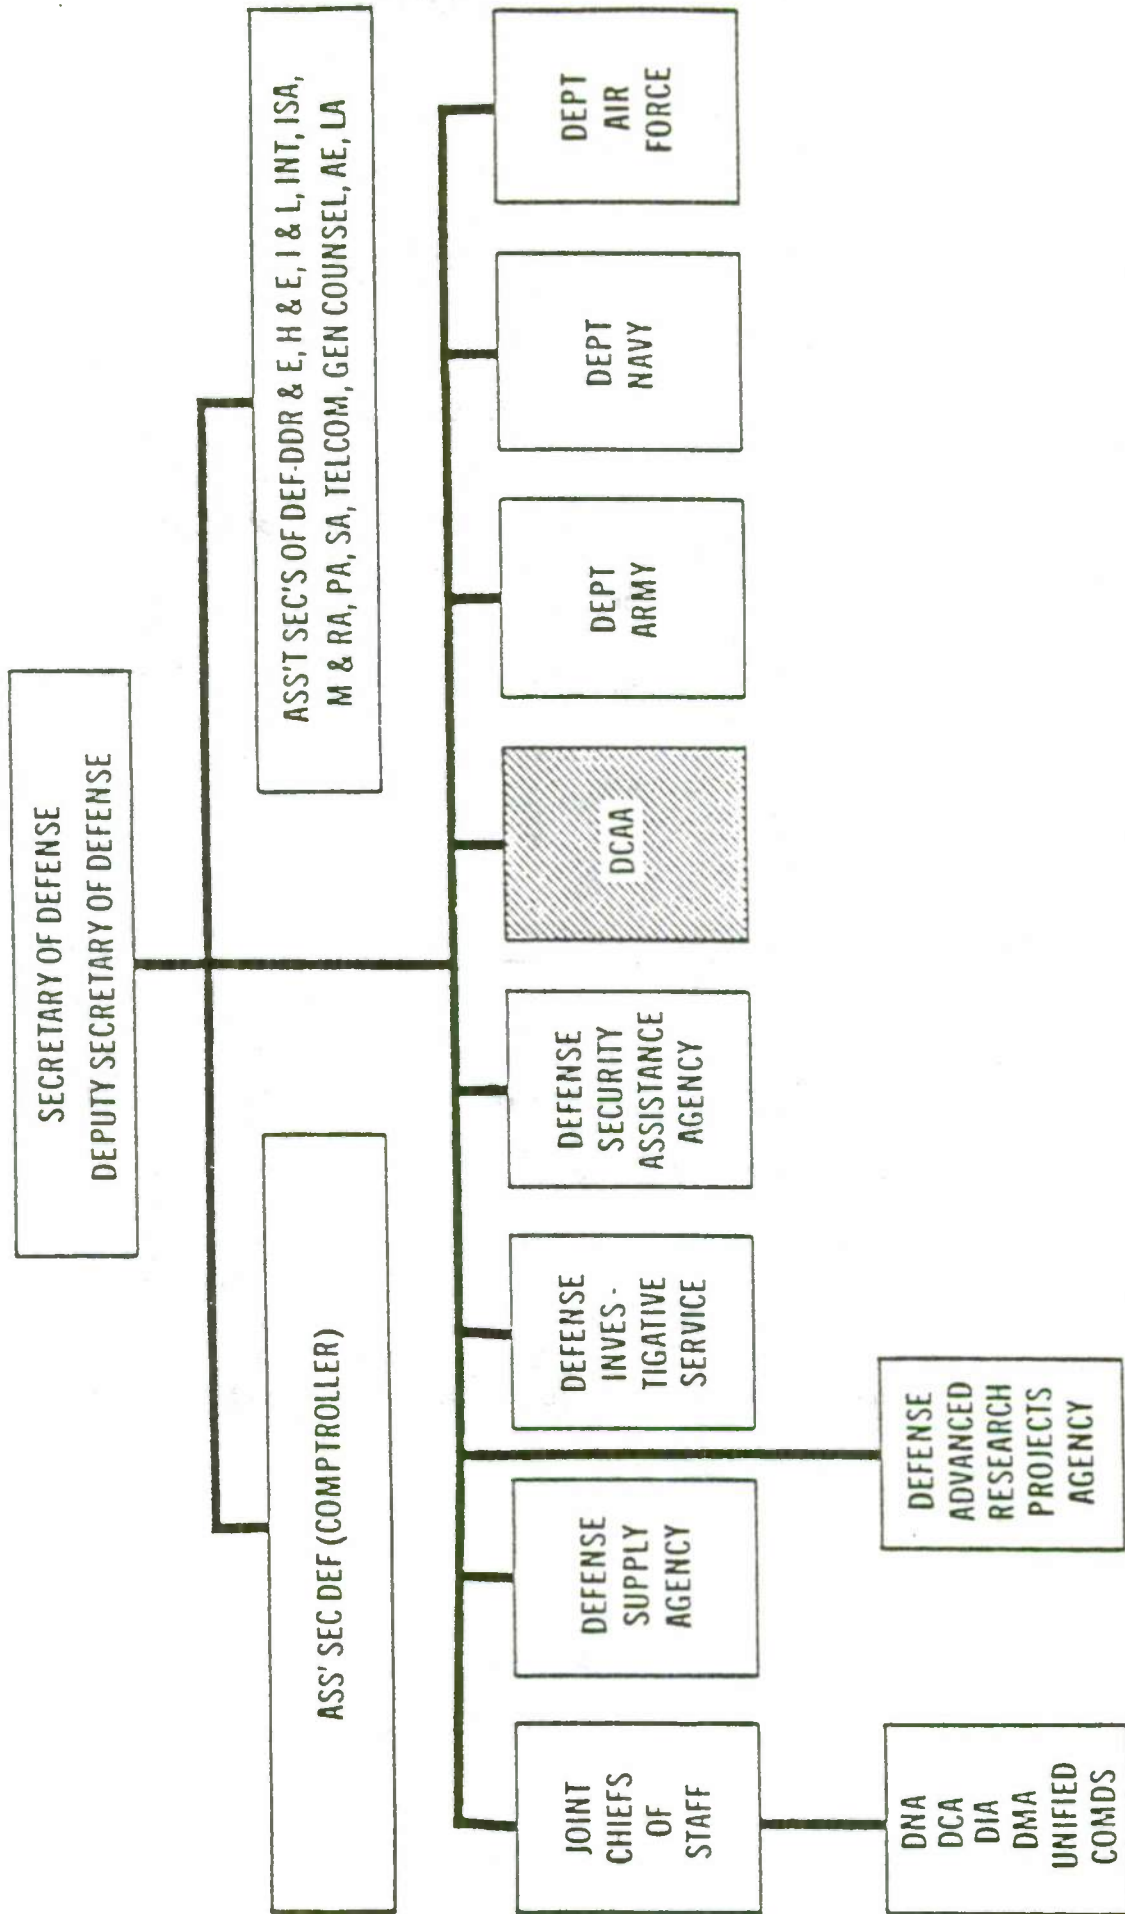 SECRETARY OF DEFENSE
DEPUTY SECRETARY OF DEFENSE
ASS' SEC DEF (COMPTROLLER)
ASS'T SEC'S OF DEF-DDR & E, H & E, I & L, INT, ISA,
M & RA, PA, SA, TELCOM, GEN COUNSEL, AE, LA
JOINT
CHIEFS
OF
STAFF
DEFENSE
SUPPLY
AGENCY
DEFENSE
INVES-
TIGATIVE
SERVICE
DEFENSE
SECURITY
ASSISTANCE
AGENCY
DCAA
DEPT
ARMY
DEPT
NAVY
DEPT
AIR
FORCE
DNA
DCA
DIA
DMA
UNIFIED
COMDS
DEFENSE
ADVANCED
RESEARCH
PROJECTS
AGENCY